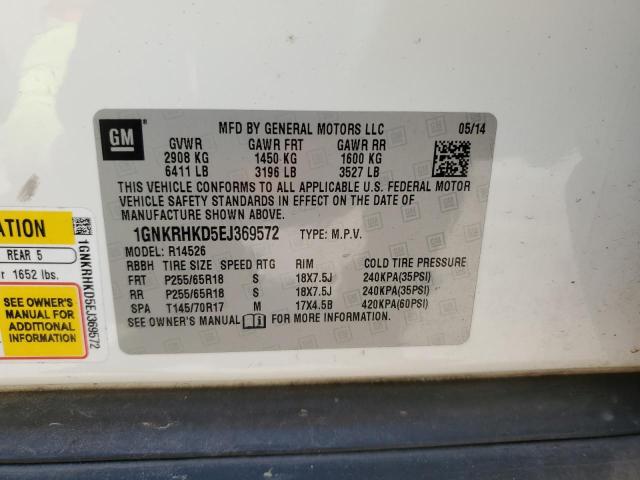 GM
MFD BY GENERAL MOTORS LLC 05/14
GVWR GAWR FRT GAWR RR
2908 KG 1450 KG 1600 KG
6411 LB 3196 LB 3527 LB
THIS VEHICLE CONFORMS TO ALL APPLICABLE U.S. FEDERAL MOTOR
VEHICLE SAFETY STANDARDS IN EFFECT ON THE DATE OF
MANUFACTURE SHOWN ABOVE.
1GNKRHKD5EJ369572 TYPE: M.P.V.
MODEL: R14526
RBBH TIRE SIZE SPEED RTG RIM COLD TIRE PRESSURE
FRT P255/65R18 S 18X7.5J 240KPA(35PSI)
RR P255/65R18 S 18X7.5J 240KPA(35PSI)
SPA T145/70R17 M 17X4.5B 420KPA(60PSI)
SEE OWNER'S MANUAL FOR MORE INFORMATION.
REAR 5
1652 lbs.
SEE OWNER'S
MANUAL FOR
ADDITIONAL
INFORMATION
1GNKRHKD5EJ369572